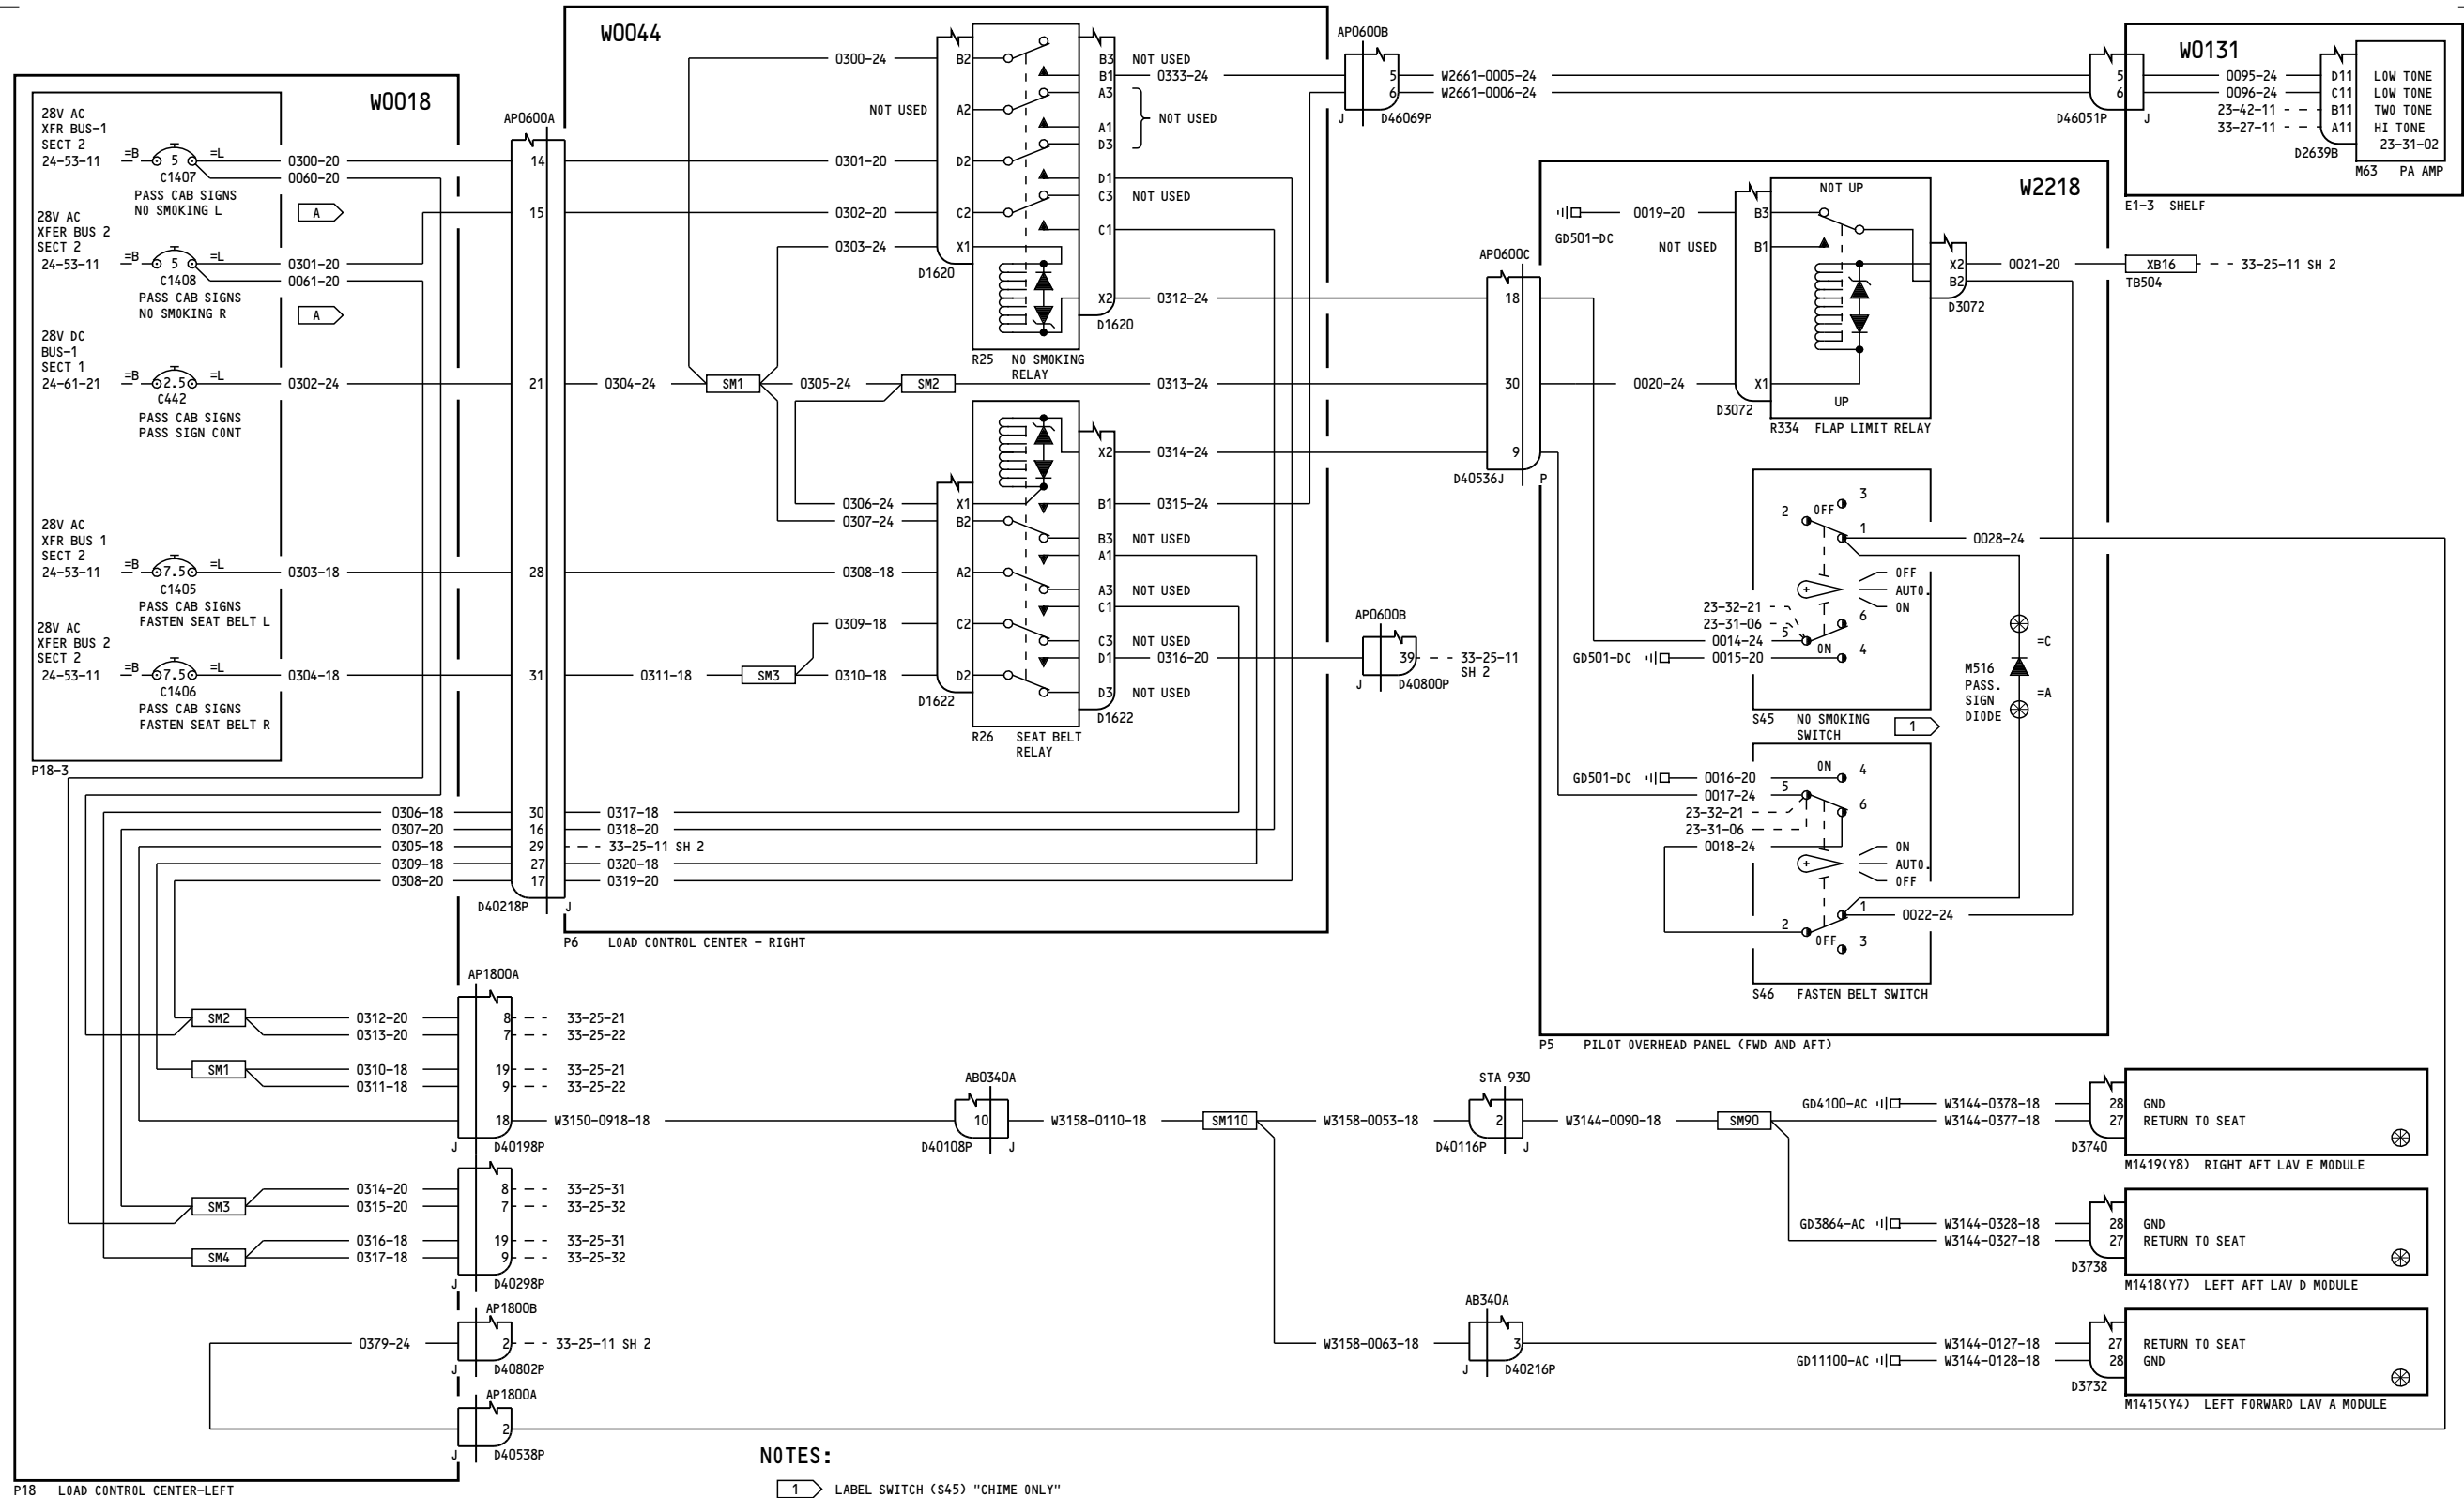 W0018
28V AC
XFR BUS-1
SECT 2
24-53-11
=B
5
=L
C1407
PASS CAB SIGNS
NO SMOKING L
A
0300-20
0060-20
28V AC
XFER BUS 2
SECT 2
24-53-11
=B
5
=L
C1408
PASS CAB SIGNS
NO SMOKING R
A
0301-20
0061-20
28V DC
BUS-1
SECT 1
24-61-21
=B
2.5
=L
C442
PASS CAB SIGNS
PASS SIGN CONT
0302-24
28V AC
XFR BUS 1
SECT 2
24-53-11
=B
7.5
=L
C1405
PASS CAB SIGNS
FASTEN SEAT BELT L
0303-18
28V AC
XFER BUS 2
SECT 2
24-53-11
=B
7.5
=L
C1406
PASS CAB SIGNS
FASTEN SEAT BELT R
0304-18
P18-3
0306-18
0307-20
0305-18
0309-18
0308-20
AP0600A
14
15
21
28
31
30
16
29
27
17
D40218P
J
W0044
0300-24
NOT USED
0301-20
0302-20
0303-24
B2
A2
D2
C2
X1
D1620
B3 NOT USED
B1 0333-24
A3
A1
D3
NOT USED
D1
C3 NOT USED
C1
X2 0312-24
D1620
R25 NO SMOKING
RELAY
0304-24
SM1
0305-24
SM2
0313-24
0306-24
0307-24
0308-18
0309-18
0311-18
SM3
0310-18
X1
B2
A2
C2
D2
D1622
X2 0314-24
B1 0315-24
B3 NOT USED
A1
A3 NOT USED
C1
C3 NOT USED
D1 0316-20
D3 NOT USED
D1622
R26 SEAT BELT
RELAY
0317-18
0318-20
33-25-11 SH 2
0320-18
0319-20
P6 LOAD CONTROL CENTER - RIGHT
AP0600B
5
6
J
D46069P
W2661-0005-24
W2661-0006-24
5
6
D46051P
J
W0131
0095-24
0096-24
23-42-11
33-27-11
D11 LOW TONE
C11 LOW TONE
B11 TWO TONE
A11 HI TONE
23-31-02
D2639B
M63 PA AMP
E1-3 SHELF
AP0600C
18
30
9
D40536J
P
AP0600B
39
33-25-11
SH 2
J
D40800P
W2218
GD501-DC
0019-20
NOT USED
0020-24
B3
B1
X1
D3072
NOT UP
UP
R334 FLAP LIMIT RELAY
X2
B2
D3072
0021-20
XB16
TB504
33-25-11 SH 2
3
OFF
2
1
0028-24
OFF
AUTO.
ON
23-32-21
23-31-06
0014-24
5
6
GD501-DC
0015-20
ON
4
S45 NO SMOKING
SWITCH
1
=C
M516
PASS.
SIGN
DIODE
=A
GD501-DC
0016-20
ON
4
0017-24
5
6
23-32-21
23-31-06
0018-24
ON
AUTO.
OFF
1
0022-24
2
OFF
3
S46 FASTEN BELT SWITCH
P5 PILOT OVERHEAD PANEL (FWD AND AFT)
AP1800A
SM2
0312-20
0313-20
8 33-25-21
7 33-25-22
SM1
0310-18
0311-18
19 33-25-21
9 33-25-22
18 W3150-0918-18
J
D40198P
AB0340A
10
D40108P
J
W3158-0110-18
SM110
W3158-0053-18
STA 930
2
D40116P
J
W3144-0090-18
SM90
GD4100-AC
W3144-0378-18
W3144-0377-18
28 GND
27 RETURN TO SEAT
D3740
M1419(Y8) RIGHT AFT LAV E MODULE
SM3
0314-20
0315-20
8 33-25-31
7 33-25-32
SM4
0316-18
0317-18
19 33-25-31
9 33-25-32
J
D40298P
GD3864-AC
W3144-0328-18
W3144-0327-18
28 GND
27 RETURN TO SEAT
D3738
M1418(Y7) LEFT AFT LAV D MODULE
AP1800B
0379-24
2 33-25-11 SH 2
J
D40802P
W3158-0063-18
AB340A
3
J
D40216P
W3144-0127-18
GD11100-AC
W3144-0128-18
27 RETURN TO SEAT
28 GND
D3732
M1415(Y4) LEFT FORWARD LAV A MODULE
AP1800A
2
J
D40538P
P18 LOAD CONTROL CENTER-LEFT
NOTES:
1 LABEL SWITCH (S45) "CHIME ONLY"